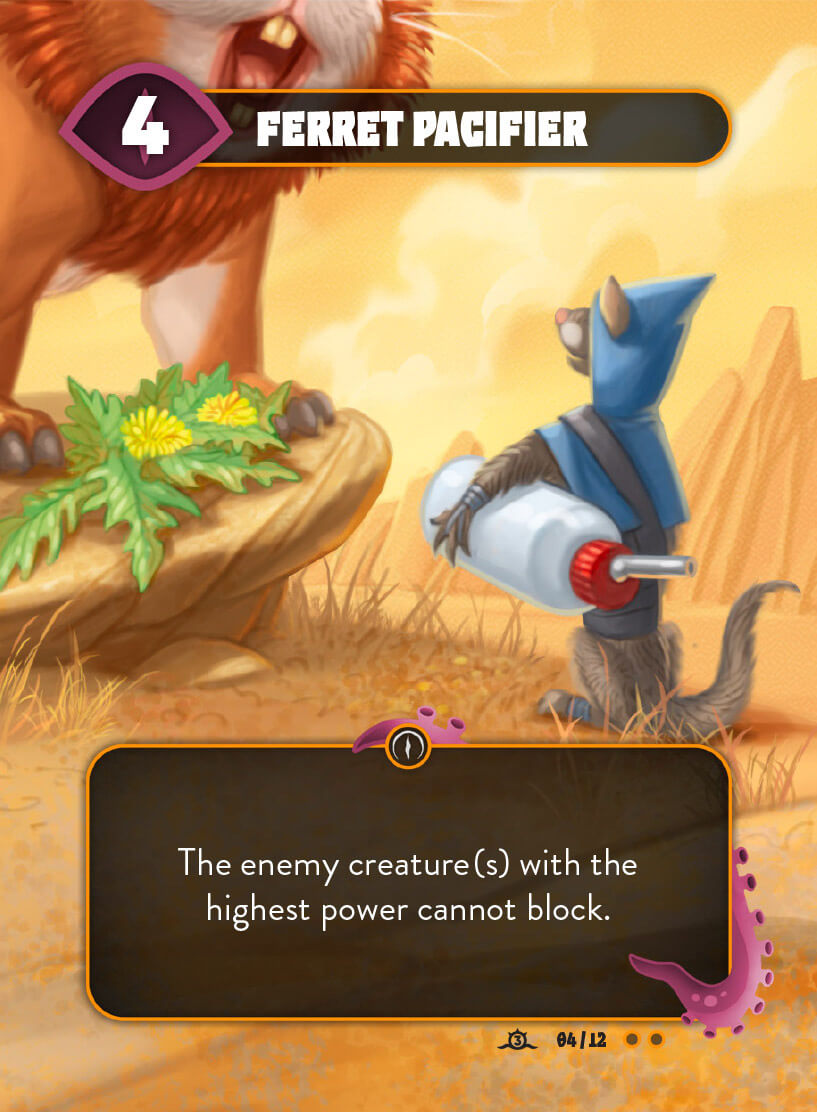 4
FERRET PACIFIER
The enemy creature(s) with the
highest power cannot block.
3 04/12